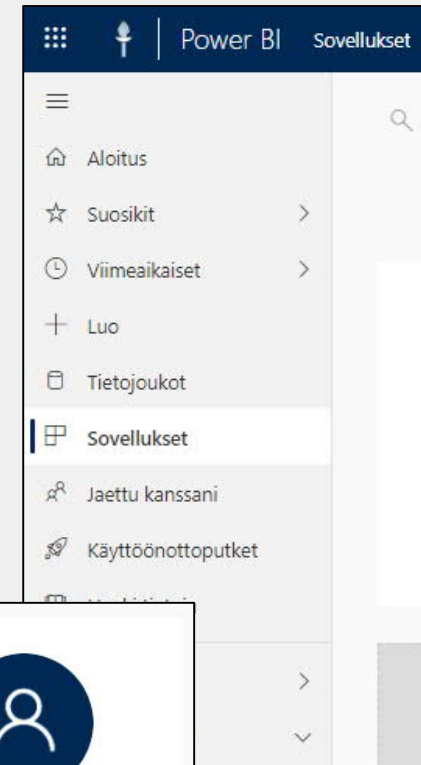 Power BI Sovellukset
Aloitus
Suosikit
Viimeaikaiset
Luo
Tietojoukot
Sovellukset
Jaettu kanssani
Käyttöönottoputket